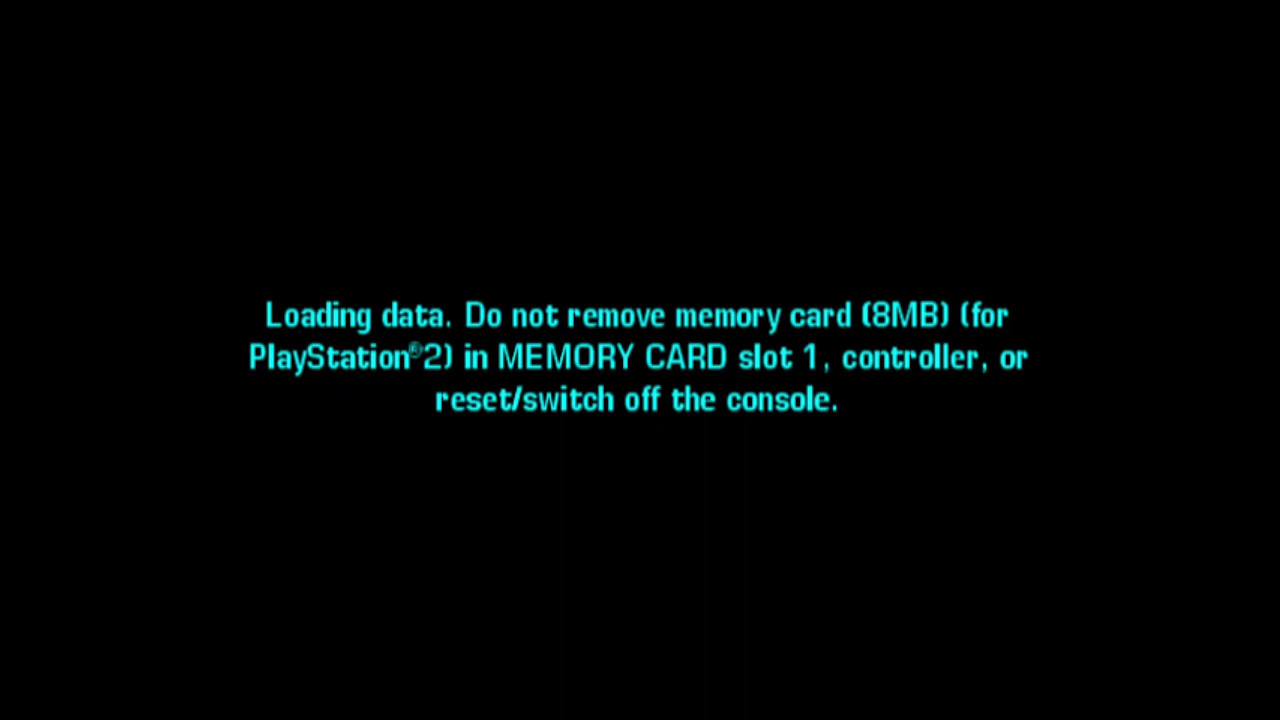 Loading data. Do not remove memory card (8MB) (for
PlayStation®2) in MEMORY CARD slot 1, controller, or
reset/switch off the console.